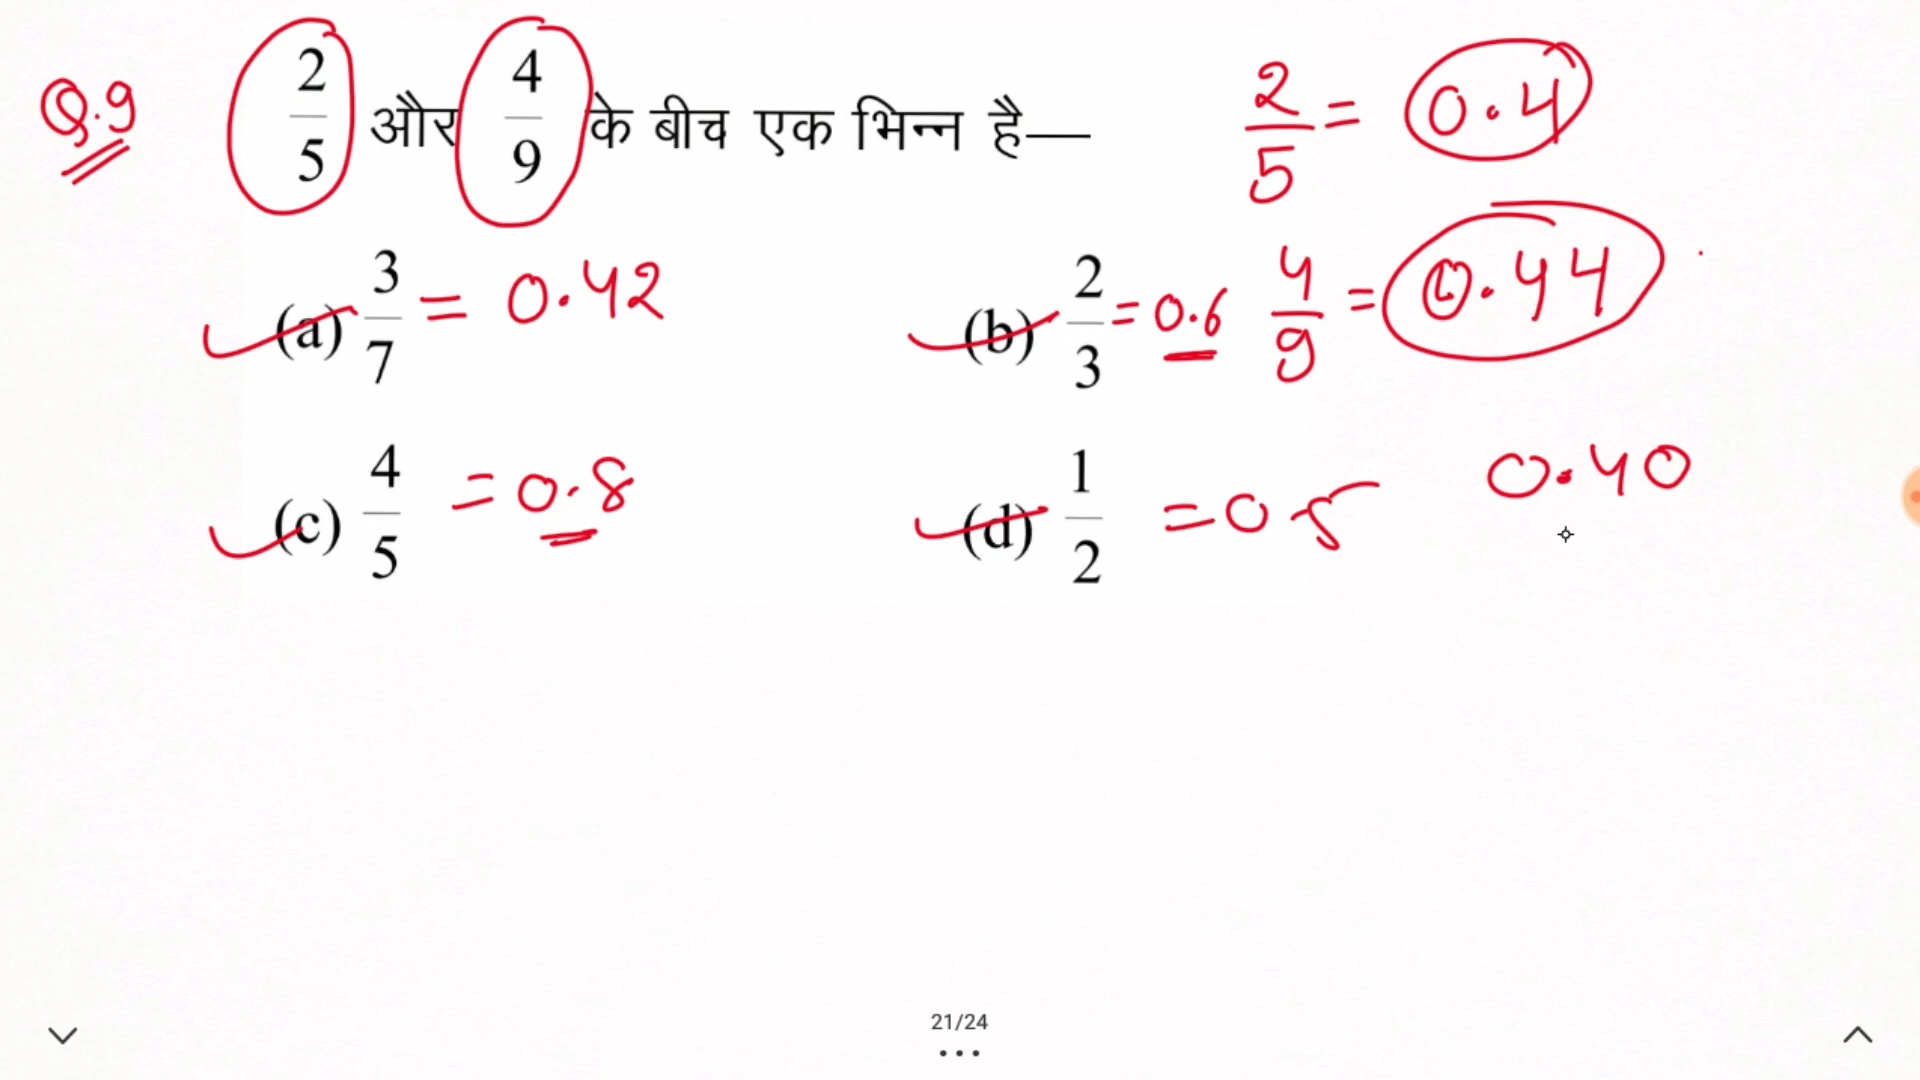 Q.9 2/5 और 4/9 के बीच एक भिन्न है—
2/5 = 0.4
(a) 3/7 = 0.42
(b) 2/3 = 0.6
4/9 = 0.44
(c) 4/5 = 0.8
(d) 1/2 = 0 5
0.40
21/24